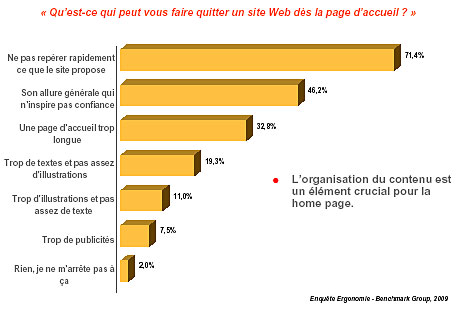 « Qu'est-ce qui peut vous faire quitter un site Web dès la page d'accueil ? »
Ne pas repérer rapidement
ce que le site propose
71,4%
Son allure générale qui
n'inspire pas confiance
46,2%
Une page d'accueil trop
longue
32,8%
Trop de textes et pas assez
d'illustrations
19,3%
Trop d'illustrations et pas
assez de texte
11,0%
Trop de publicités
7,5%
Rien, je ne m'arrête pas à
ça
2,0%
• L'organisation du contenu est
un élément crucial pour la
home page.
Enquête Ergonomie - Benchmark Group, 2009